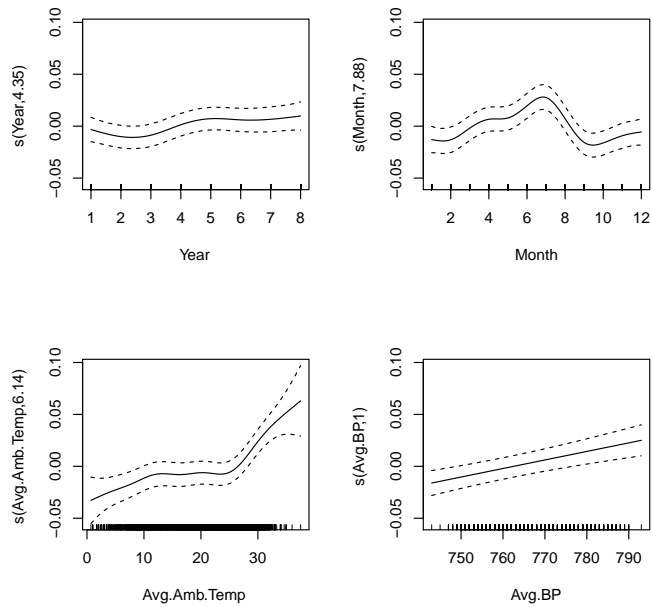 s(Year,4.35)
0.10
0.05
0.00
−0.05
1 2 3 4 5 6 7 8
Year
s(Month,7.88)
0.10
0.05
0.00
−0.05
2 4 6 8 10 12
Month
s(Avg.Amb.Temp,6.14)
0.10
0.05
0.00
−0.05
0 10 20 30
Avg.Amb.Temp
s(Avg.BP,1)
0.10
0.05
0.00
−0.05
750 760 770 780 790
Avg.BP